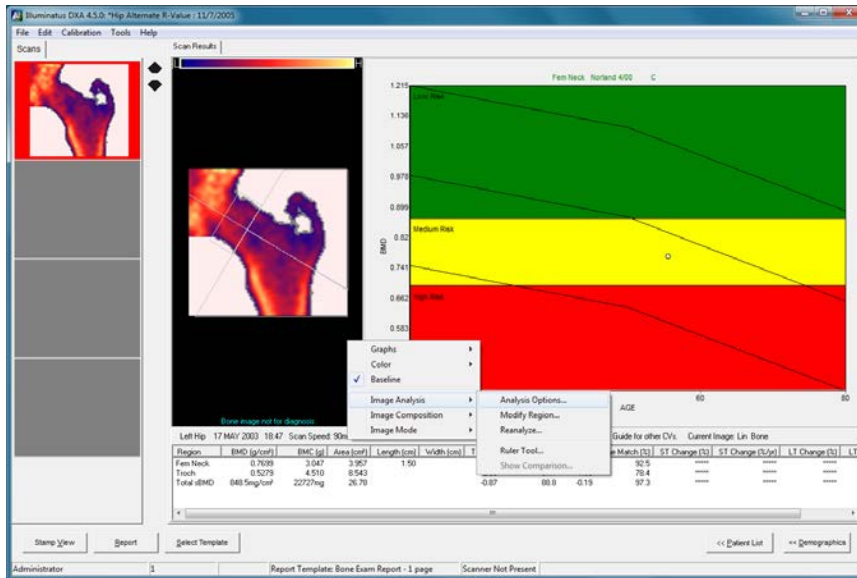 Illuminatus DXA 4.5.0: *Hip Alternate R-Value : 11/7/2005
File Edit Calibration Tools Help
Scans
Scan Results
L H
Fem Neck Norland 4/00 C
1.215
Low Risk
1.136
1.057
0.978
0.899
Medium Risk
0.82
BMD
0.741
0.662
High Risk
0.583
60 80
AGE
Graphs
Color
Baseline
Image Analysis
Image Composition
Image Mode
Analysis Options...
Modify Region...
Reanalyze...
Ruler Tool...
Show Comparison...
Bone image not for diagnosis
Left Hip 17 MAY 2003 18:47 Scan Speed: 90m Guide for other CVs. Current Image: Lin Bone
Region BMD (g/cm²) BMC (g) Area (cm²) Length (cm) Width (cm) T Match (%) ST Change (%) ST Change (%/yr) LT Change (%) LT
Fem Neck 0.7699 3.047 3.957 1.50 92.5 ***** ***** *****
Troch 0.5279 4.510 8.543 78.4 ***** ***** *****
Total sBMD 848.5mg/cm² 22727mg 26.78 -0.87 88.8 -0.19 97.3 ***** ***** *****
Stamp View Report Select Template << Patient List << Demographics
Administrator 1 Report Template: Bone Exam Report - 1 page Scanner Not Present